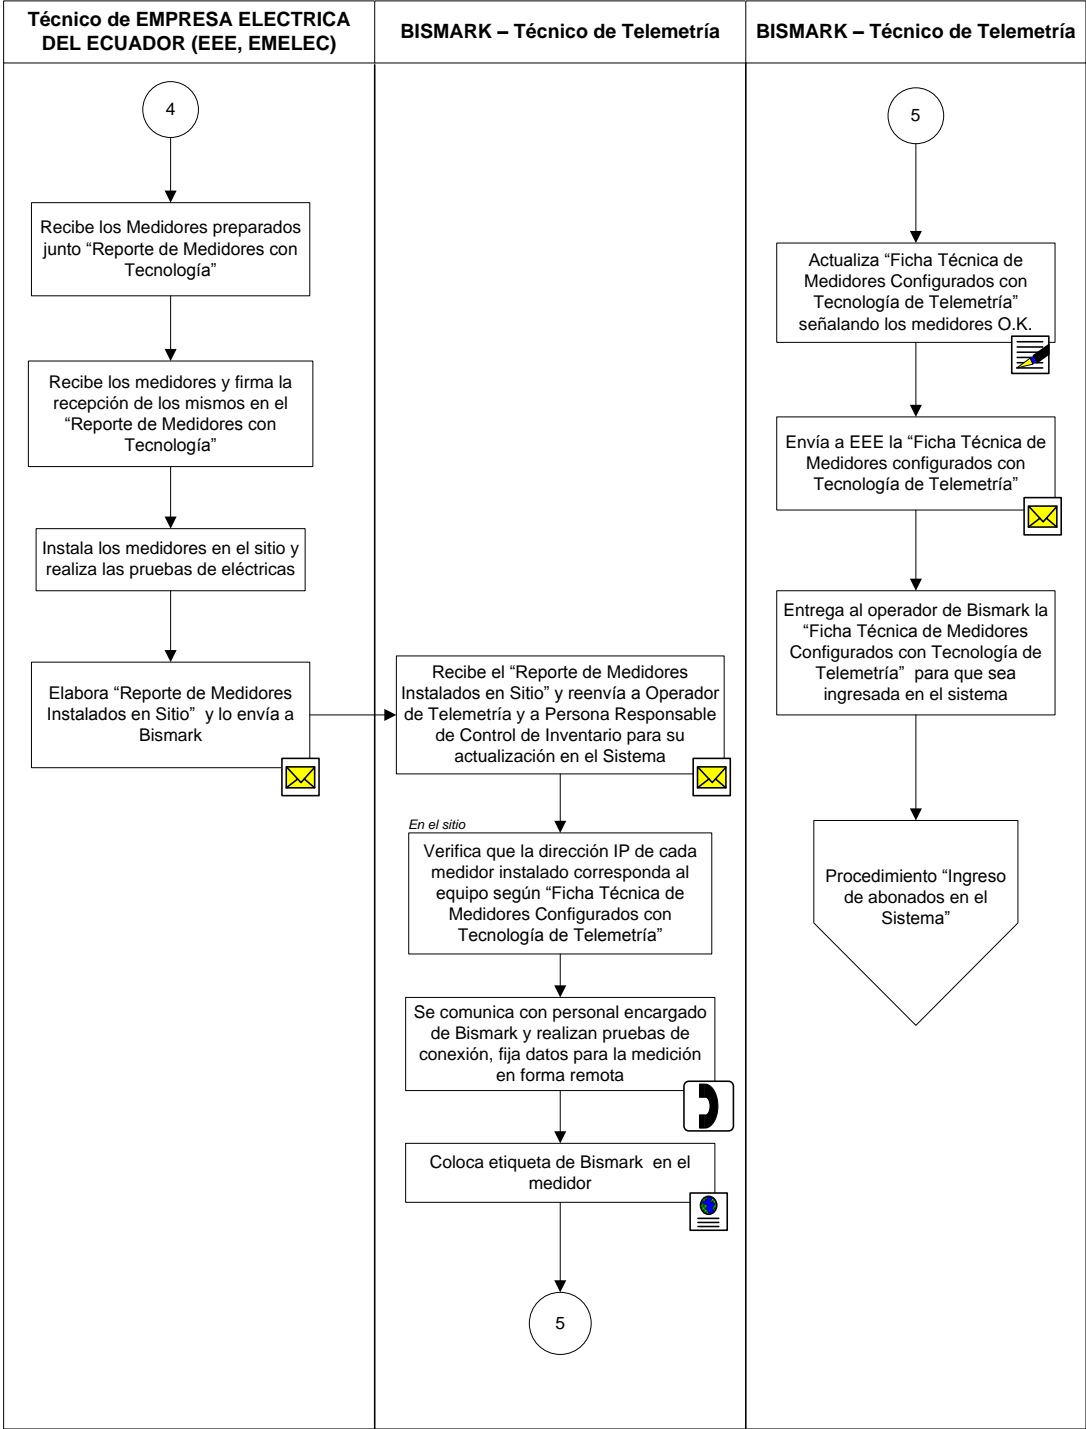 Técnico de EMPRESA ELECTRICA
DEL ECUADOR (EEE, EMELEC)
BISMARK – Técnico de Telemetría
BISMARK – Técnico de Telemetría
4
Recibe los Medidores preparados
junto “Reporte de Medidores con
Tecnología”
Recibe los medidores y firma la
recepción de los mismos en el
“Reporte de Medidores con
Tecnología”
Instala los medidores en el sitio y
realiza las pruebas de eléctricas
Elabora “Reporte de Medidores
Instalados en Sitio”  y lo envía a
Bismark
Recibe el “Reporte de Medidores
Instalados en Sitio” y reenvía a Operador
de Telemetría y a Persona Responsable
de Control de Inventario para su
actualización en el Sistema
En el sitio
Verifica que la dirección IP de cada
medidor instalado corresponda al
equipo según “Ficha Técnica de
Medidores Configurados con
Tecnología de Telemetría”
Se comunica con personal encargado
de Bismark y realizan pruebas de
conexión, fija datos para la medición
en forma remota
Coloca etiqueta de Bismark  en el
medidor
5
5
Actualiza “Ficha Técnica de
Medidores Configurados con
Tecnología de Telemetría”
señalando los medidores O.K.
Envía a EEE la “Ficha Técnica de
Medidores configurados con
Tecnología de Telemetría”
Entrega al operador de Bismark la
“Ficha Técnica de Medidores
Configurados con Tecnología de
Telemetría”  para que sea
ingresada en el sistema
Procedimiento “Ingreso
de abonados en el
Sistema”